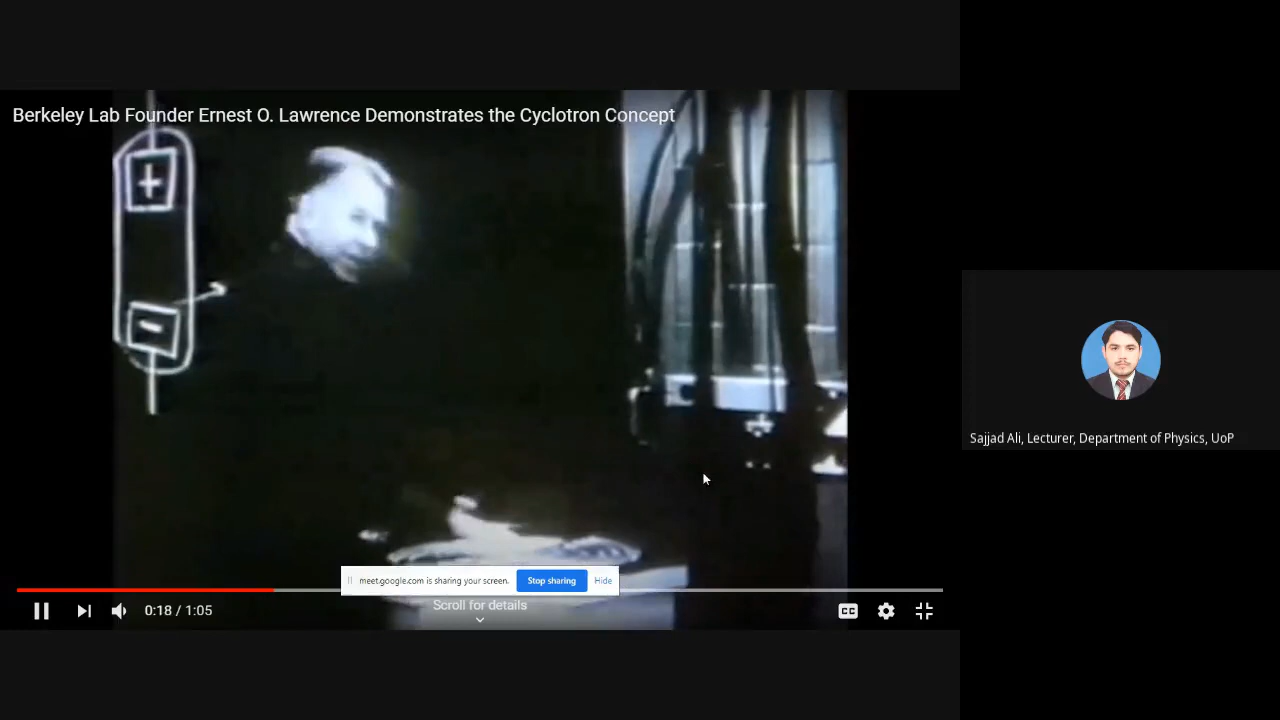 Berkeley Lab Founder Ernest O. Lawrence Demonstrates the Cyclotron Concept
+
-
Sajjad Ali, Lecturer, Department of Physics, UoP
meet.google.com is sharing your screen.
Stop sharing
Hide
0:18 / 1:05
Scroll for details
CC